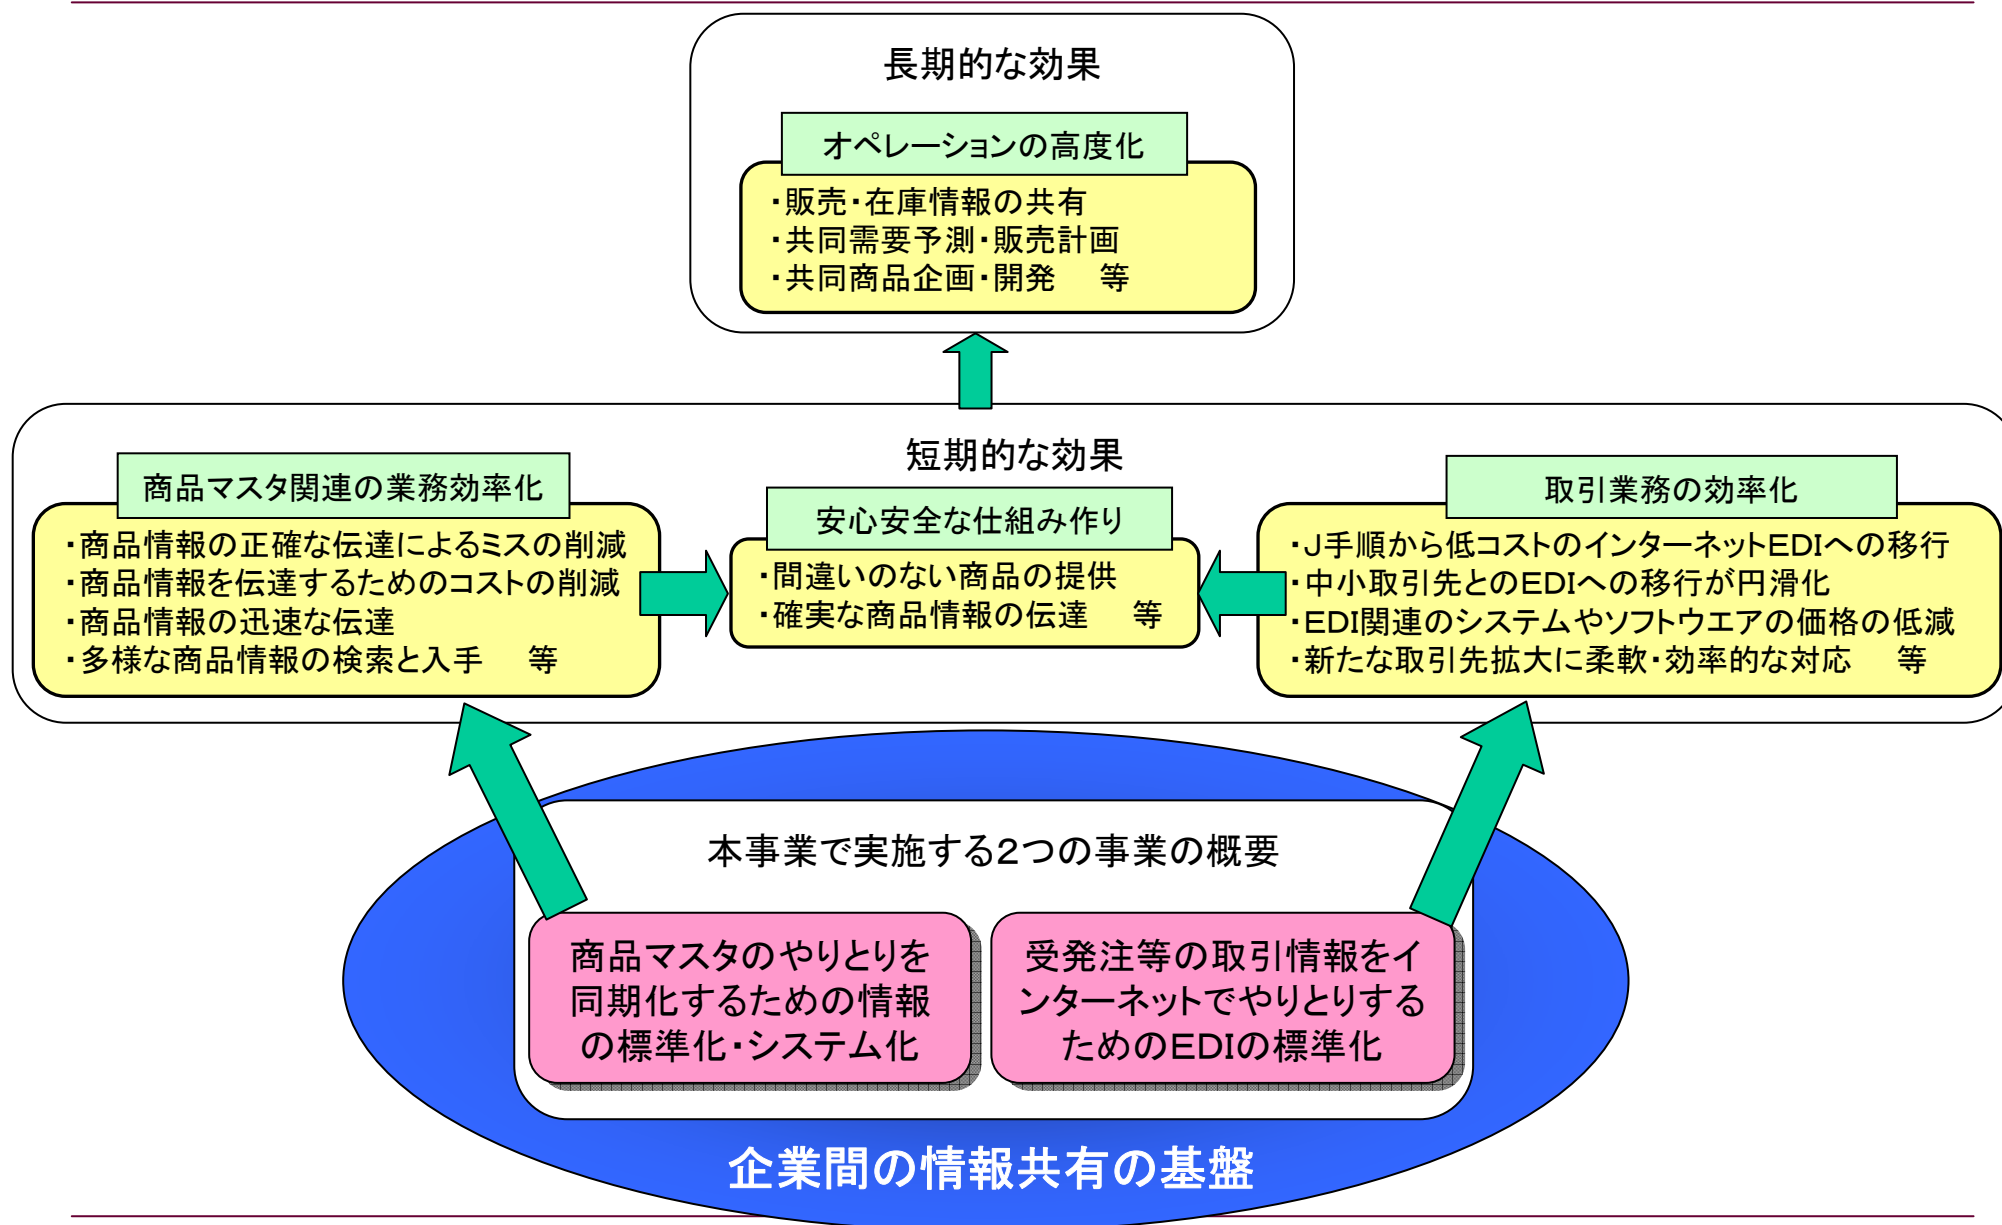 長期的な効果
オペレーションの高度化
・販売・在庫情報の共有
・共同需要予測・販売計画
・共同商品企画・開発　等
短期的な効果
商品マスタ関連の業務効率化
・商品情報の正確な伝達によるミスの削減
・商品情報を伝達するためのコストの削減
・商品情報の迅速な伝達
・多様な商品情報の検索と入手　等
安心安全な仕組み作り
・間違いのない商品の提供
・確実な商品情報の伝達　等
取引業務の効率化
・J手順から低コストのインターネットEDIへの移行
・中小取引先とのEDIへの移行が円滑化
・EDI関連のシステムやソフトウエアの価格の低減
・新たな取引先拡大に柔軟・効率的な対応　等
本事業で実施する2つの事業の概要
商品マスタのやりとりを
同期化するための情報
の標準化・システム化
受発注等の取引情報をイ
ンターネットでやりとりする
ためのEDIの標準化
企業間の情報共有の基盤